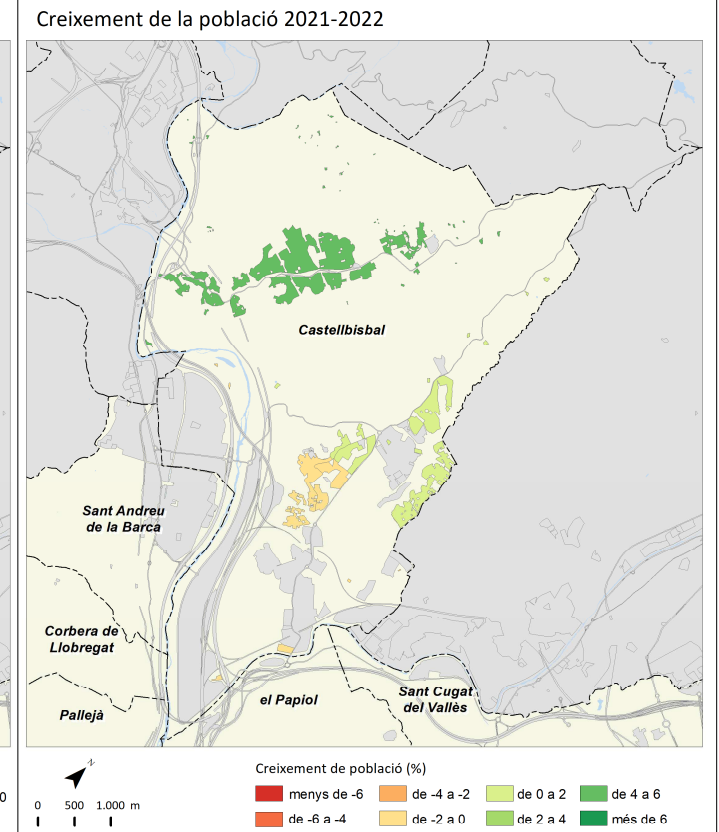 Creixement de la població 2021-2022
Castellbisbal
Sant Andreu
de la Barca
Corbera de
Llobregat
Pallejà
el Papiol
Sant Cugat
del Vallès
N
0
0 500 1.000 m
Creixement de població (%)
menys de -6
de -4 a -2
de 0 a 2
de 4 a 6
de -6 a -4
de -2 a 0
de 2 a 4
més de 6